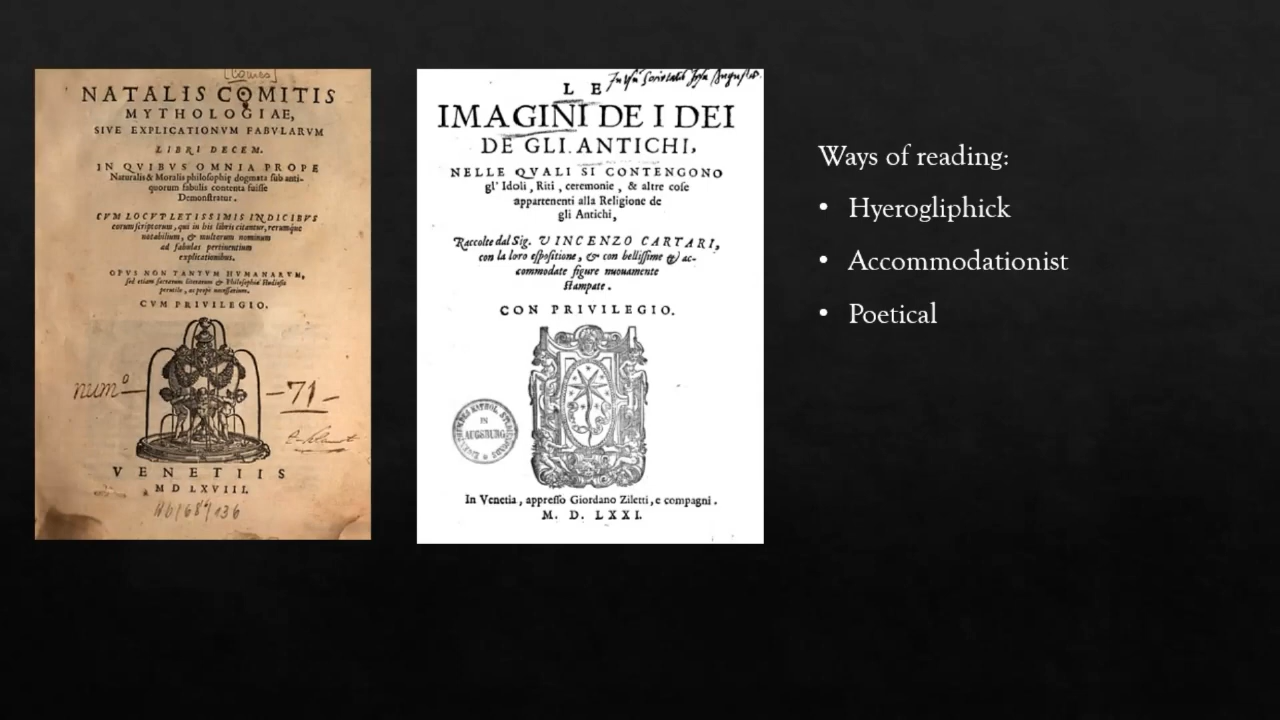 [Comes]
NATALIS COMITIS
MYTHOLOGIAE,
SIVE EXPLICATIONVM FABVLARVM
LIBRI DECEM.
IN QVIBVS OMNIA PROPE
Naturalis & Moralis philosophię dogmata sub anti-
quorum fabulis contenta fuisse
Demonstratur.
CVM LOCVPLETISSIMIS INDICIBVS
eorum scriptorum, qui in his libris citantur, rerumque
notabilium, & multorum nominum
ad fabulas pertinentium
explicationibus.
OPVS NON TANTVM HVMANARVM,
sed etiam sacrarum literarum & Philosophiæ studiosis
perutile, ac propè necessarium.
CVM PRIVILEGIO.
num° — 71 —
VENETIIS
M D LXVIII.
LE
IMAGINI DE I DEI
DE GLI ANTICHI,
NELLE QVALI SI CONTENGONO
gl' Idoli, Riti, ceremonie, & altre cose
appartenenti alla Religione de
gli Antichi,
Raccolte dal Sig. VINCENZO CARTARI,
con la loro espositione, & con bellissime & ac-
commodate figure nuouamente
stampate.
CON PRIVILEGIO.
IN
AUGSBURG
In Venetia, appresso Giordano Ziletti, e compagni.
M. D. LXXI.
Ways of reading:
• Hyerogliphick
• Accommodationist
• Poetical